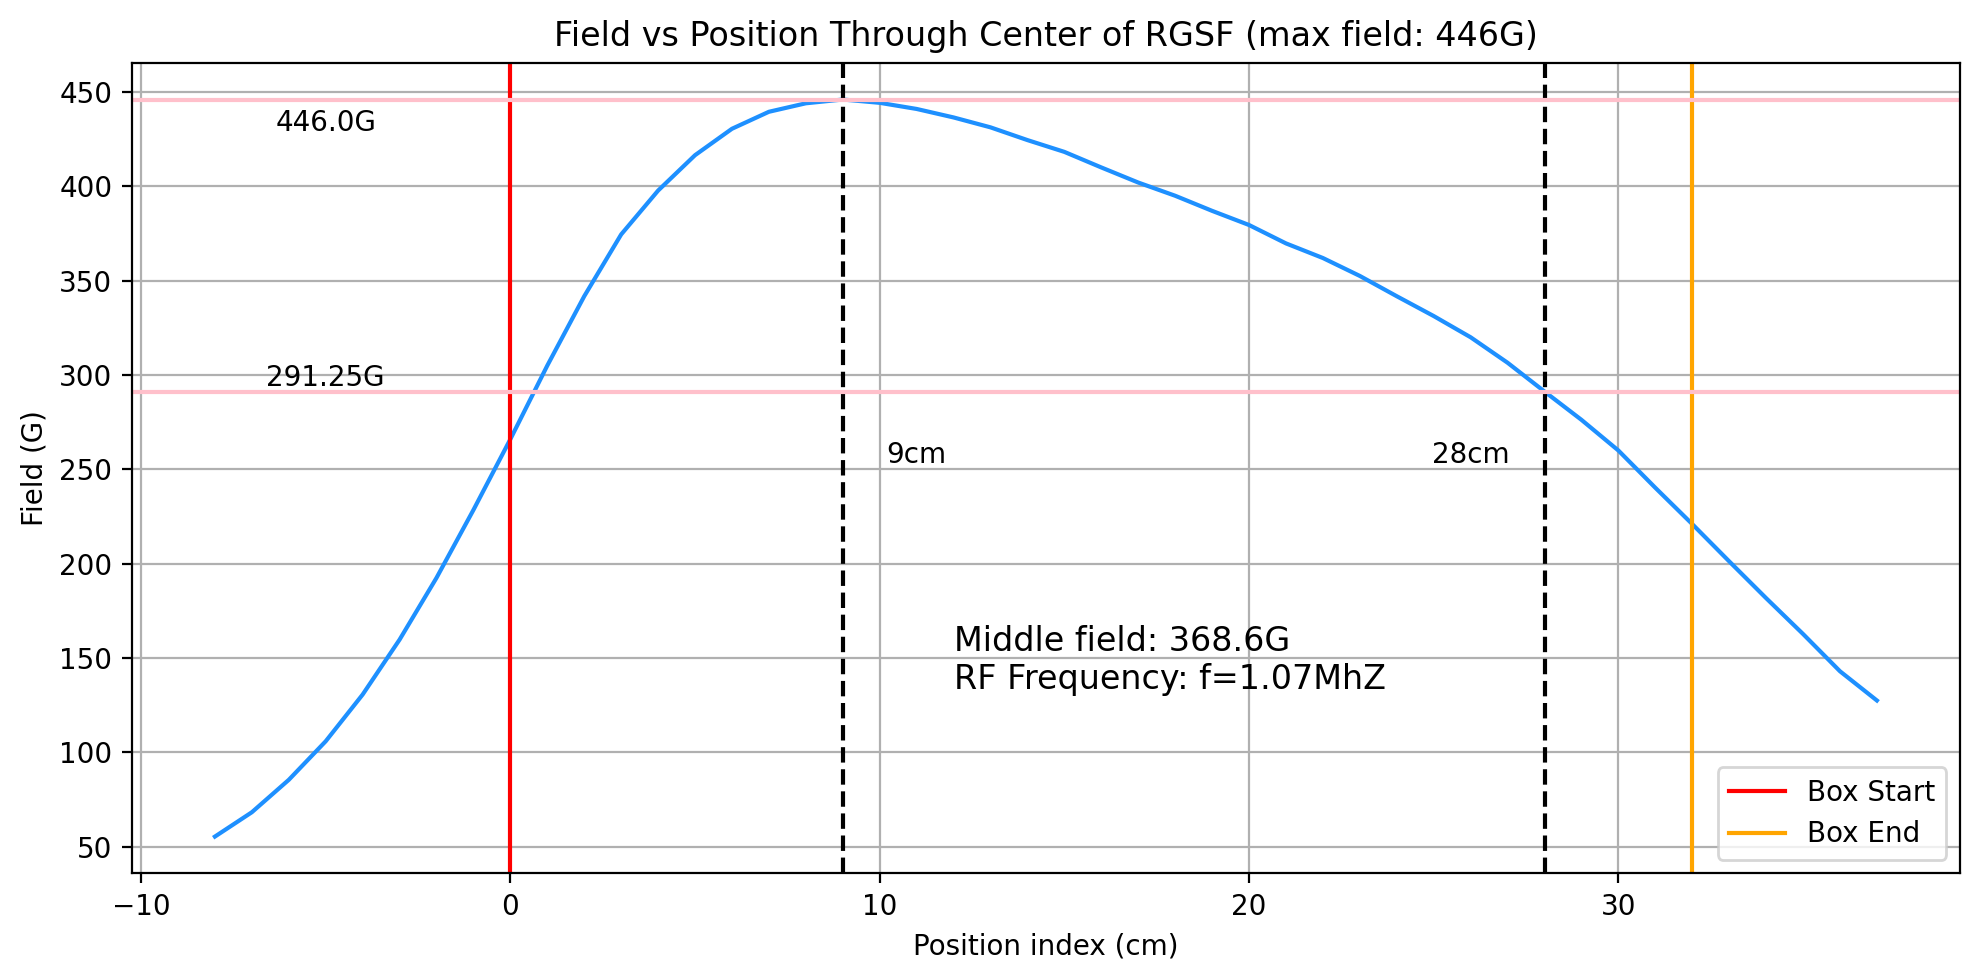 Field vs Position Through Center of RGSF (max field: 446G)
Field (G)
450
400
350
300
250
200
150
100
50
446.0G
291.25G
9cm
28cm
Middle field: 368.6G
RF Frequency: f=1.07MhZ
Box Start
Box End
−10
0
10
20
30
Position index (cm)